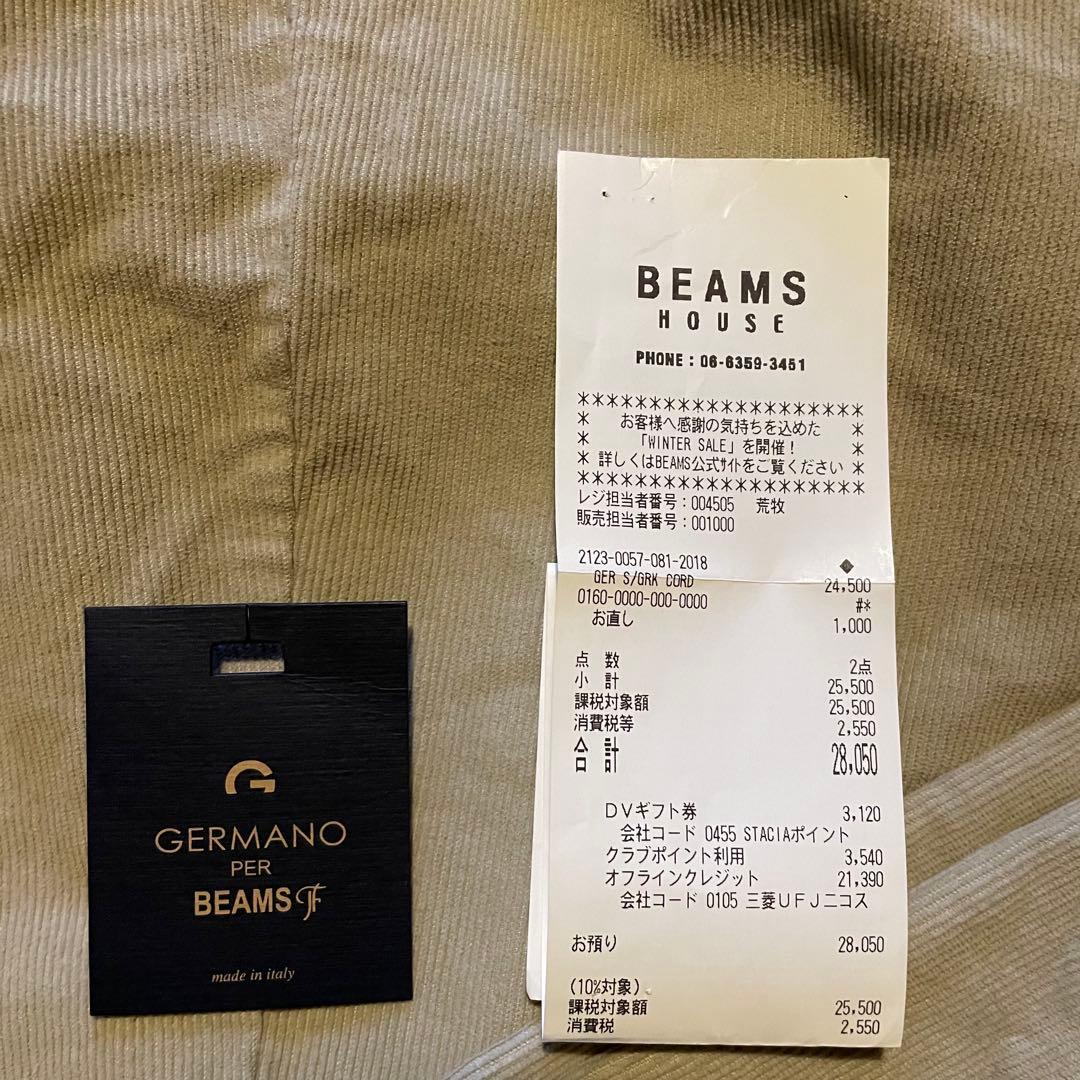 BEAMS
HOUSE
PHONE : 06-6359-3451
********************
* お客様へ感謝の気持ちを込めた *
* 「WINTER SALE」を開催! *
* 詳しくはBEAMS公式ｻｲﾄをご覧ください *
********************
レジ担当者番号:004505 荒牧
販売担当者番号:001000
2123-0057-081-2018 ◆
GER S/GRK CORD 24,500
0160-0000-000-0000 #*
お直し 1,000
点 数 2点
小 計 25,500
課税対象額 25,500
消費税等 2,550
合 計 28,050
DVギフト券 3,120
会社コード 0455 STACIAポイント
クラブポイント利用 3,540
オフラインクレジット 21,390
会社コード 0105 三菱UFJニコス
お預り 28,050
(10%対象)
課税対象額 25,500
消費税 2,550
G
GERMANO
PER
BEAMS F
made in italy